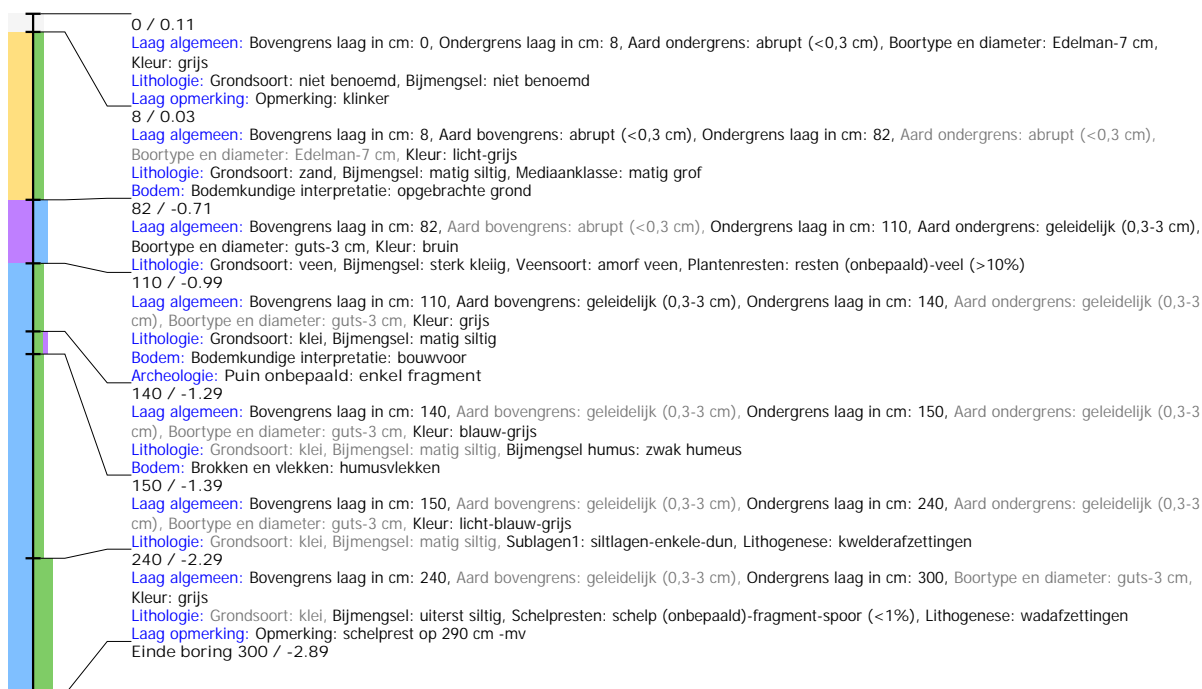 0 / 0.11
Laag algemeen: Bovengrens laag in cm: 0, Ondergrens laag in cm: 8, Aard ondergrens: abrupt (<0,3 cm), Boortype en diameter: Edelman-7 cm,
Kleur: grijs
Lithologie: Grondsoort: niet benoemd, Bijmengsel: niet benoemd
Laag opmerking: Opmerking: klinker
8 / 0.03
Laag algemeen: Bovengrens laag in cm: 8, Aard bovengrens: abrupt (<0,3 cm), Ondergrens laag in cm: 82, Aard ondergrens: abrupt (<0,3 cm),
Boortype en diameter: Edelman-7 cm, Kleur: licht-grijs
Lithologie: Grondsoort: zand, Bijmengsel: matig siltig, Mediaanklasse: matig grof
Bodem: Bodemkundige interpretatie: opgebrachte grond
82 / -0.71
Laag algemeen: Bovengrens laag in cm: 82, Aard bovengrens: abrupt (<0,3 cm), Ondergrens laag in cm: 110, Aard ondergrens: geleidelijk (0,3-3 cm),
Boortype en diameter: guts-3 cm, Kleur: bruin
Lithologie: Grondsoort: veen, Bijmengsel: sterk kleiig, Veensoort: amorf veen, Plantenresten: resten (onbepaald)-veel (>10%)
110 / -0.99
Laag algemeen: Bovengrens laag in cm: 110, Aard bovengrens: geleidelijk (0,3-3 cm), Ondergrens laag in cm: 140, Aard ondergrens: geleidelijk (0,3-3
cm), Boortype en diameter: guts-3 cm, Kleur: grijs
Lithologie: Grondsoort: klei, Bijmengsel: matig siltig
Bodem: Bodemkundige interpretatie: bouwvoor
Archeologie: Puin onbepaald: enkel fragment
140 / -1.29
Laag algemeen: Bovengrens laag in cm: 140, Aard bovengrens: geleidelijk (0,3-3 cm), Ondergrens laag in cm: 150, Aard ondergrens: geleidelijk (0,3-3
cm), Boortype en diameter: guts-3 cm, Kleur: blauw-grijs
Lithologie: Grondsoort: klei, Bijmengsel: matig siltig, Bijmengsel humus: zwak humeus
Bodem: Brokken en vlekken: humusvlekken
150 / -1.39
Laag algemeen: Bovengrens laag in cm: 150, Aard bovengrens: geleidelijk (0,3-3 cm), Ondergrens laag in cm: 240, Aard ondergrens: geleidelijk (0,3-3
cm), Boortype en diameter: guts-3 cm, Kleur: licht-blauw-grijs
Lithologie: Grondsoort: klei, Bijmengsel: matig siltig, Sublagen1: siltlagen-enkele-dun, Lithogenese: kwelderafzettingen
240 / -2.29
Laag algemeen: Bovengrens laag in cm: 240, Aard bovengrens: geleidelijk (0,3-3 cm), Ondergrens laag in cm: 300, Boortype en diameter: guts-3 cm,
Kleur: grijs
Lithologie: Grondsoort: klei, Bijmengsel: uiterst siltig, Schelpresten: schelp (onbepaald)-fragment-spoor (<1%), Lithogenese: wadafzettingen
Laag opmerking: Opmerking: schelprest op 290 cm -mv
Einde boring 300 / -2.89